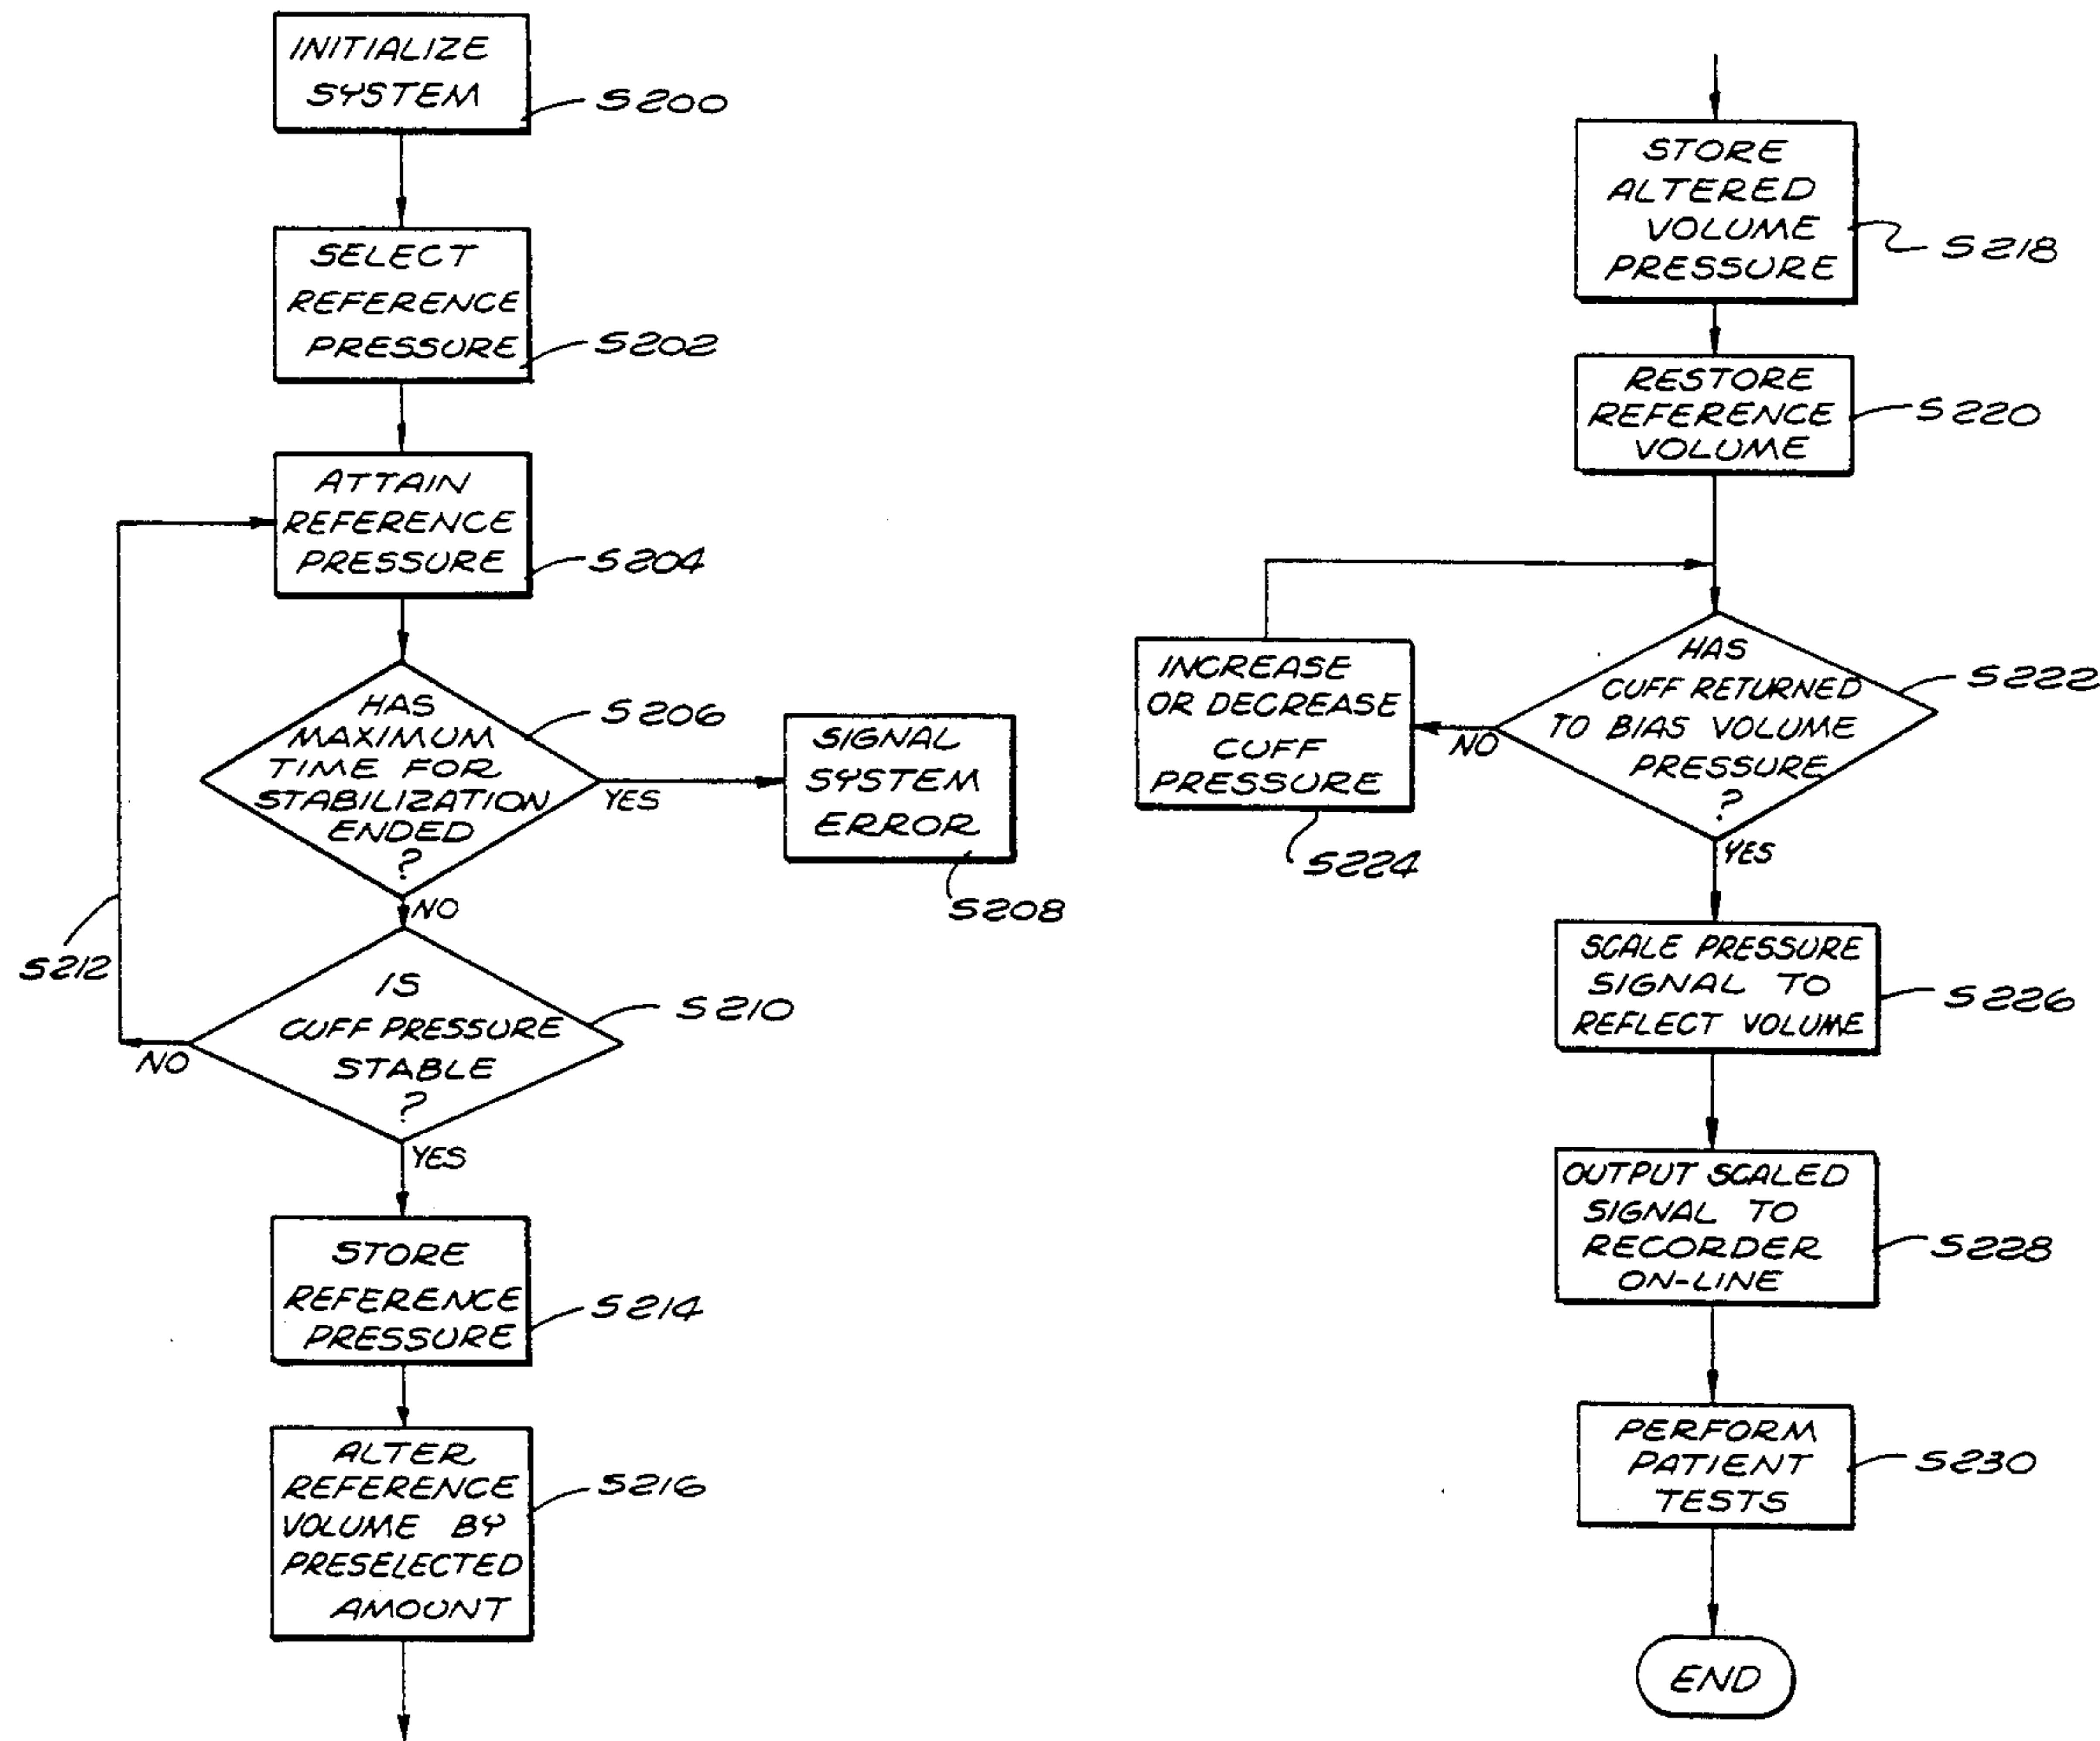 INITIALIZE
SYSTEM
S200
SELECT
REFERENCE
PRESSURE
S202
ATTAIN
REFERENCE
PRESSURE
S204
HAS
MAXIMUM
TIME FOR
STABILIZATION
ENDED
?
S206
YES
SIGNAL
SYSTEM
ERROR
S208
NO
IS
CUFF PRESSURE
STABLE
?
S210
NO
S212
YES
STORE
REFERENCE
PRESSURE
S214
ALTER
REFERENCE
VOLUME BY
PRESELECTED
AMOUNT
S216
STORE
ALTERED
VOLUME
PRESSURE
S218
RESTORE
REFERENCE
VOLUME
S220
HAS
CUFF RETURNED
TO BIAS VOLUME
PRESSURE
?
S222
NO
INCREASE
OR DECREASE
CUFF
PRESSURE
S224
YES
SCALE PRESSURE
SIGNAL TO
REFLECT VOLUME
S226
OUTPUT SCALED
SIGNAL TO
RECORDER
ON-LINE
S228
PERFORM
PATIENT
TESTS
S230
END